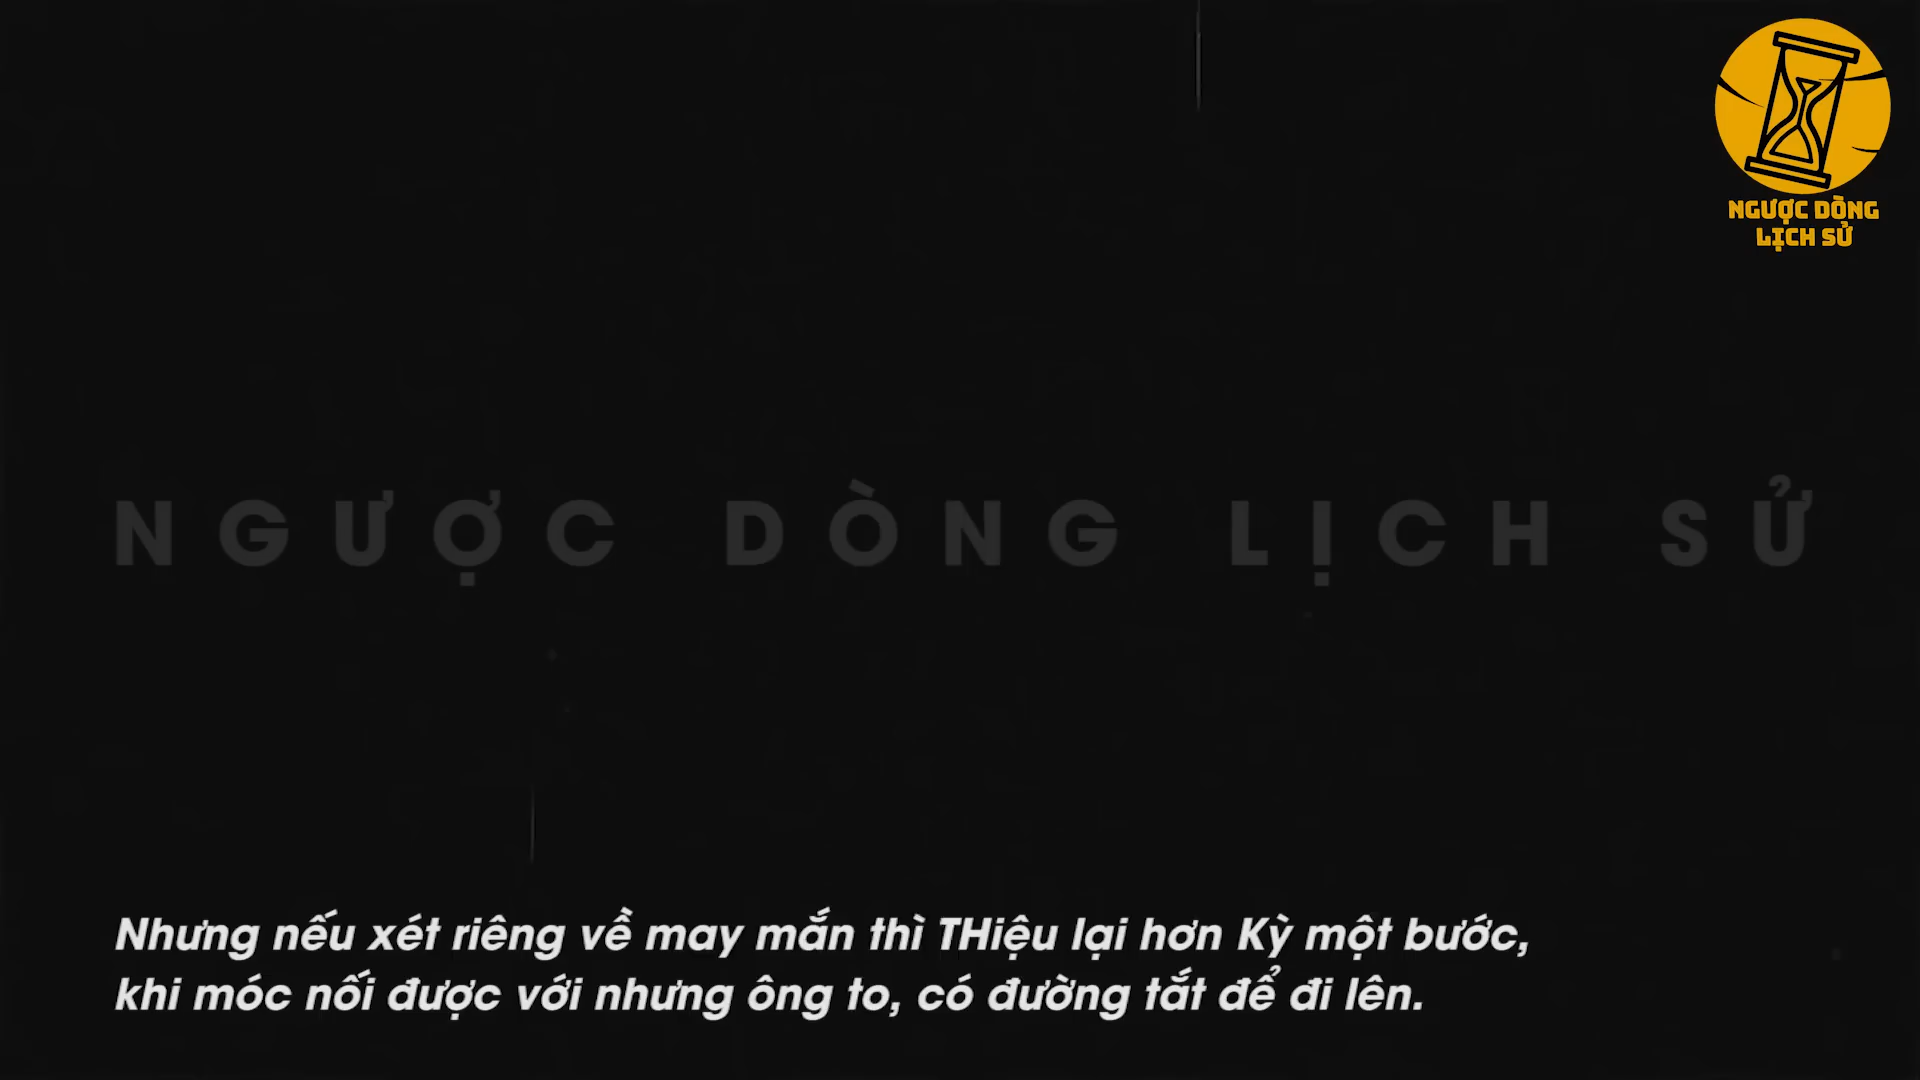 NGƯỢC DÒNG
LỊCH SỬ
NGƯỢC DÒNG LỊCH SỬ
Nhưng nếu xét riêng về may mắn thì THiệu lại hơn Kỳ một bước,
khi móc nối được với nhưng ông to, có đường tắt để đi lên.